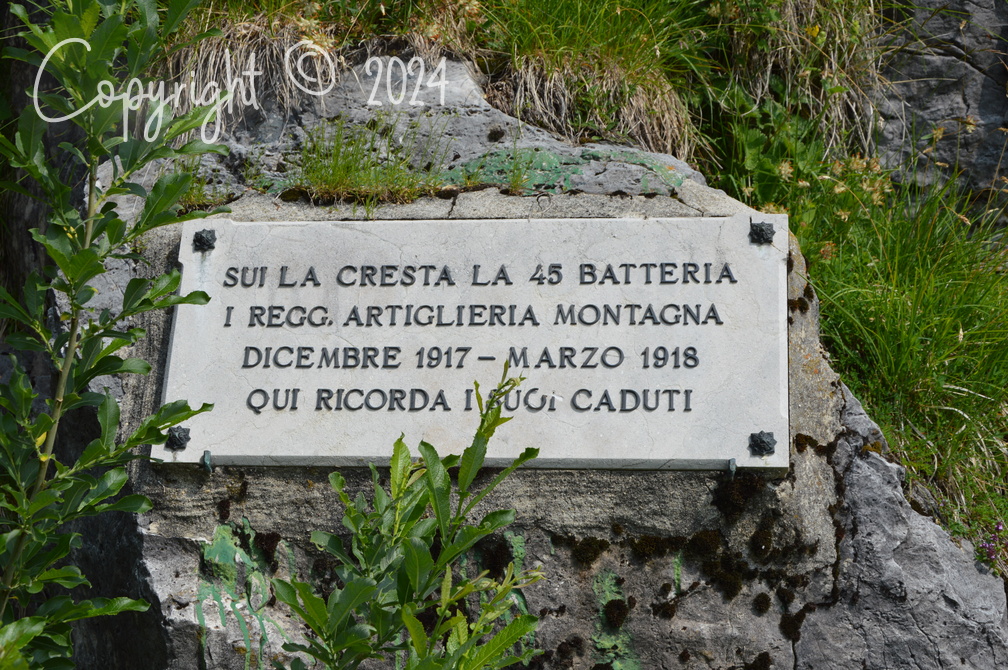 Copyright © 2024
SUI LA CRESTA LA 45 BATTERIA
I REGG. ARTIGLIERIA MONTAGNA
DICEMBRE 1917 – MARZO 1918
QUI RICORDA I SUOI CADUTI